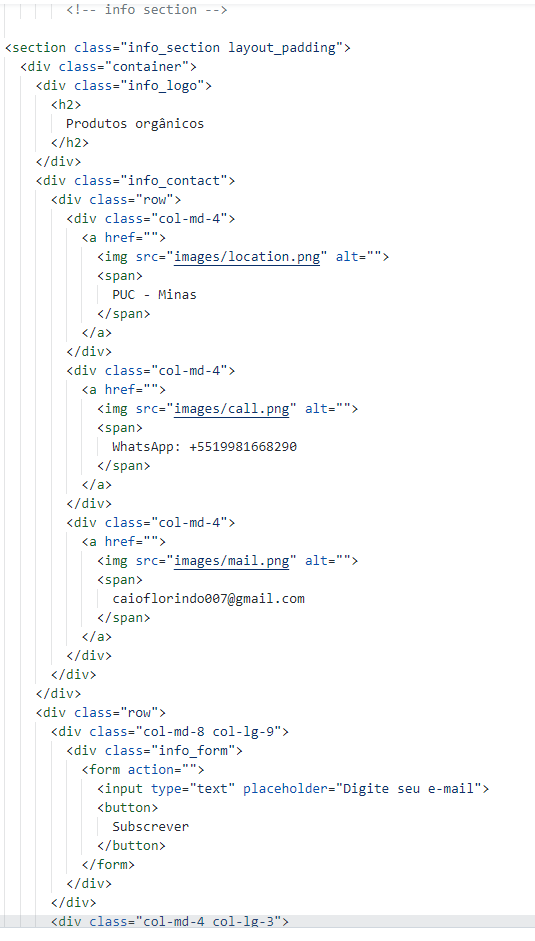 <!-- info section -->
<section class="info_section layout_padding">
<div class="container">
<div class="info_logo">
<h2>
Produtos orgânicos
</h2>
</div>
<div class="info_contact">
<div class="row">
<div class="col-md-4">
<a href="">
<img src="images/location.png" alt="">
<span>
PUC - Minas
</span>
</a>
</div>
<div class="col-md-4">
<a href="">
<img src="images/call.png" alt="">
<span>
WhatsApp: +5519981668290
</span>
</a>
</div>
<div class="col-md-4">
<a href="">
<img src="images/mail.png" alt="">
<span>
caioflorindo007@gmail.com
</span>
</a>
</div>
</div>
</div>
<div class="row">
<div class="col-md-8 col-lg-9">
<div class="info_form">
<form action="">
<input type="text" placeholder="Digite seu e-mail">
<button>
Subscrever
</button>
</form>
</div>
</div>
<div class="col-md-4 col-lg-3">